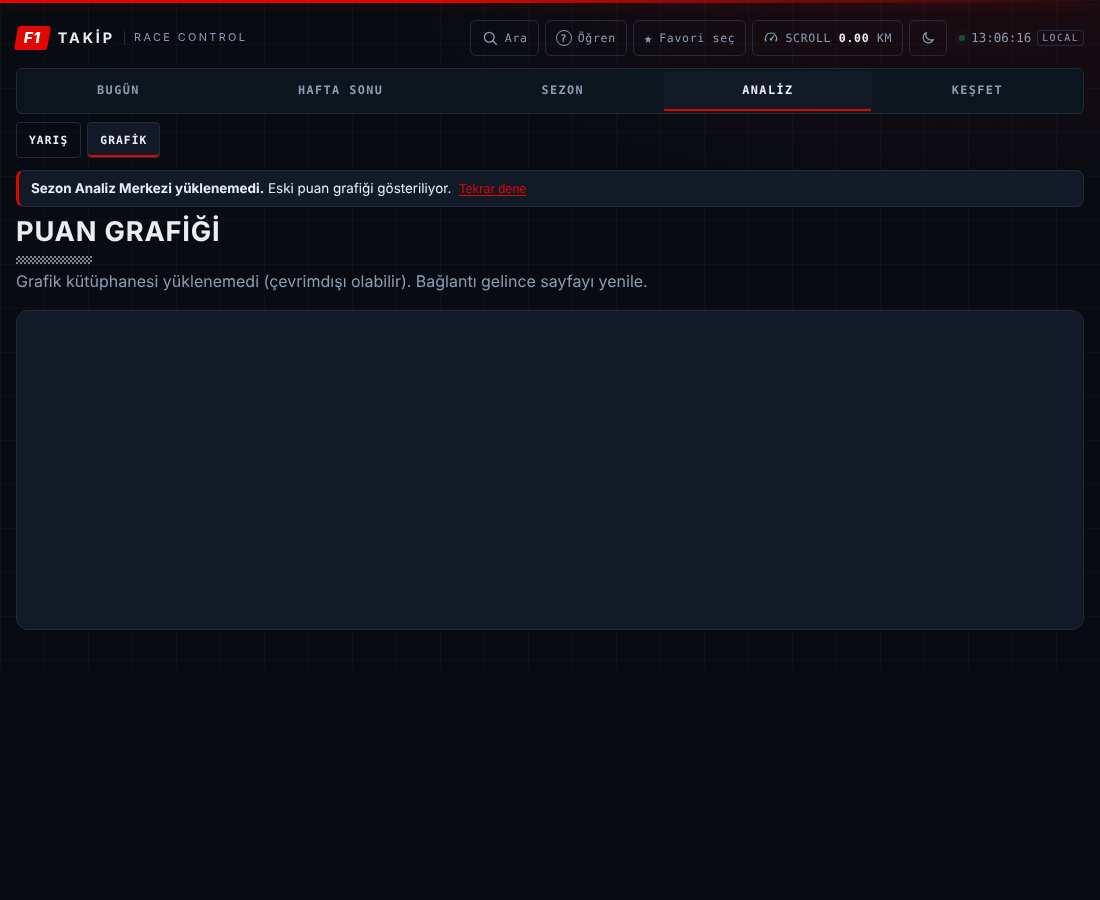 F1 TAKİP RACE CONTROL Ara ? Öğren ★ Favori seç SCROLL 0.00 KM 13:06:16 LOCAL
BUGÜN HAFTA SONU SEZON ANALİZ KEŞFET
YARIŞ GRAFİK
Sezon Analiz Merkezi yüklenemedi. Eski puan grafiği gösteriliyor. Tekrar dene
PUAN GRAFİĞİ
Grafik kütüphanesi yüklenemedi (çevrimdışı olabilir). Bağlantı gelince sayfayı yenile.